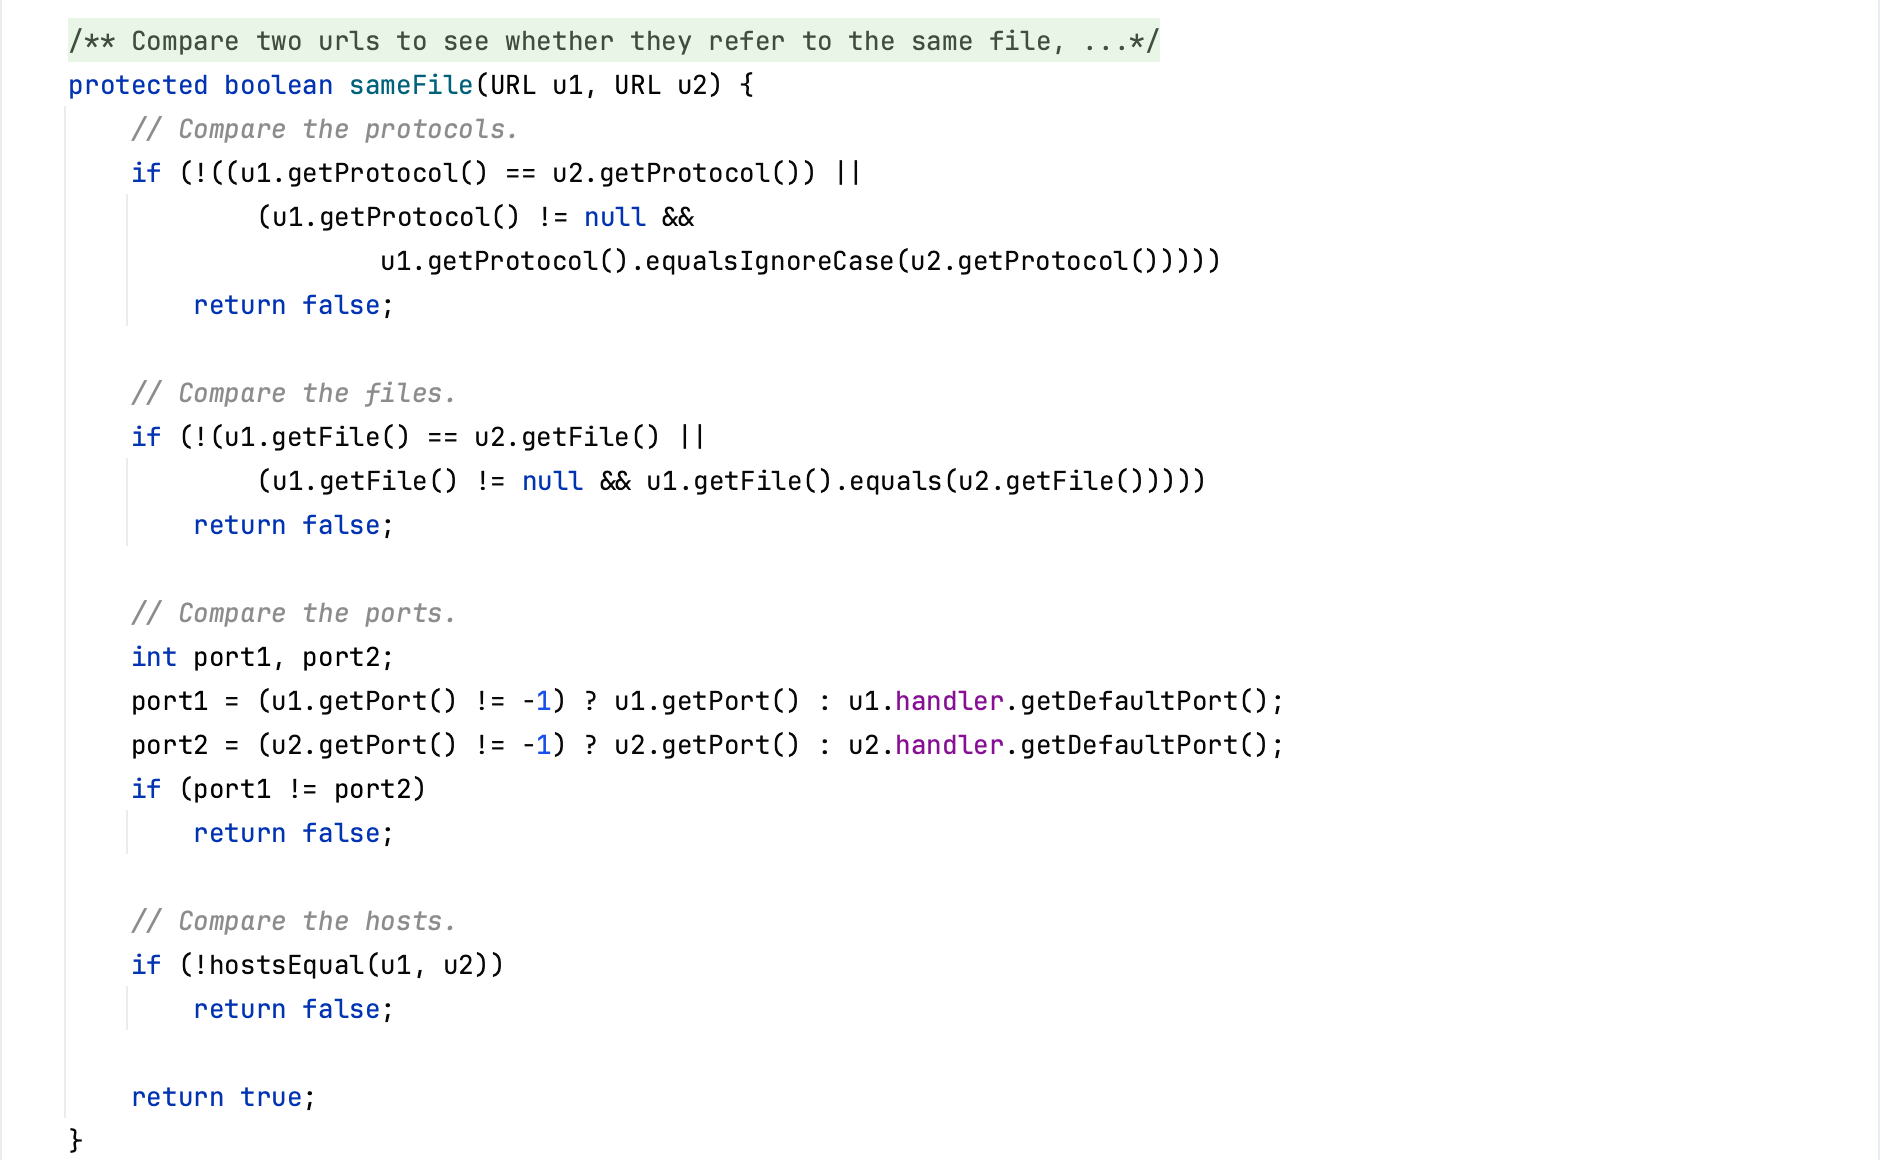 /** Compare two urls to see whether they refer to the same file, ...*/
protected boolean sameFile(URL u1, URL u2) {
    // Compare the protocols.
    if (!((u1.getProtocol() == u2.getProtocol()) ||
            (u1.getProtocol() != null &&
                    u1.getProtocol().equalsIgnoreCase(u2.getProtocol()))))
        return false;

    // Compare the files.
    if (!(u1.getFile() == u2.getFile() ||
            (u1.getFile() != null && u1.getFile().equals(u2.getFile()))))
        return false;

    // Compare the ports.
    int port1, port2;
    port1 = (u1.getPort() != -1) ? u1.getPort() : u1.handler.getDefaultPort();
    port2 = (u2.getPort() != -1) ? u2.getPort() : u2.handler.getDefaultPort();
    if (port1 != port2)
        return false;

    // Compare the hosts.
    if (!hostsEqual(u1, u2))
        return false;

    return true;
}